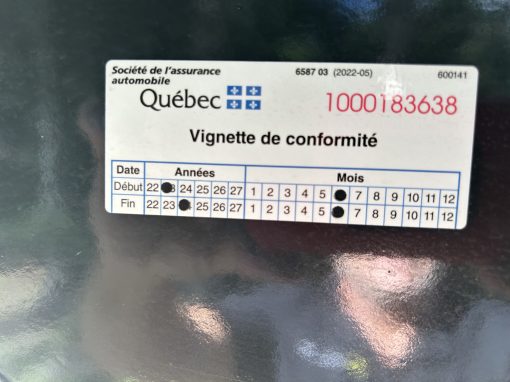 Société de l'assurance
automobile
6587 03 (2022-05)
600141
Québec
1000183638
Vignette de conformité
Date Années Mois
Début 22 24 25 26 27 1 2 3 4 5 7 8 9 10 11 12
Fin 22 23 25 26 27 1 2 3 4 5 7 8 9 10 11 12